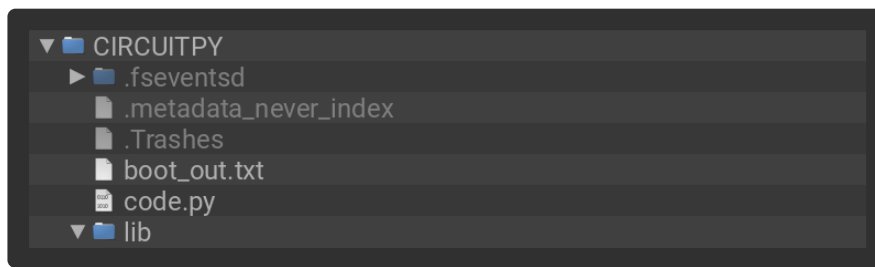 CIRCUITPY
.fseventsd
.metadata_never_index
.Trashes
boot_out.txt
code.py
lib